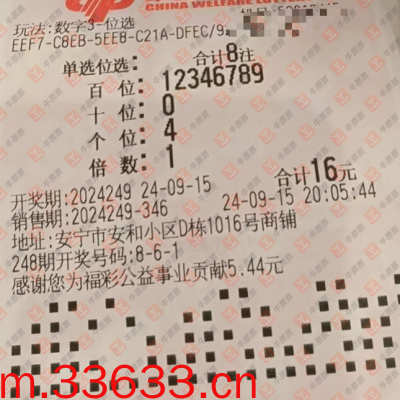 CHINA WELFARE LOTTERY
玩法:数字3-位选
EEF7-C8EB-5EE8-C21A-DFEC/9
单选位选: 合计8注
百 位: 12346789
十 位: 0
个 位: 4
倍 数: 1
合计16元
开奖期:2024249 24-09-15
销售期:2024249-346 24-09-15 20:05:44
地址:安宁市安和小区D栋1016号商铺
248期开奖号码:8-6-1
感谢您为福彩公益事业贡献5.44元
m.33633.cn